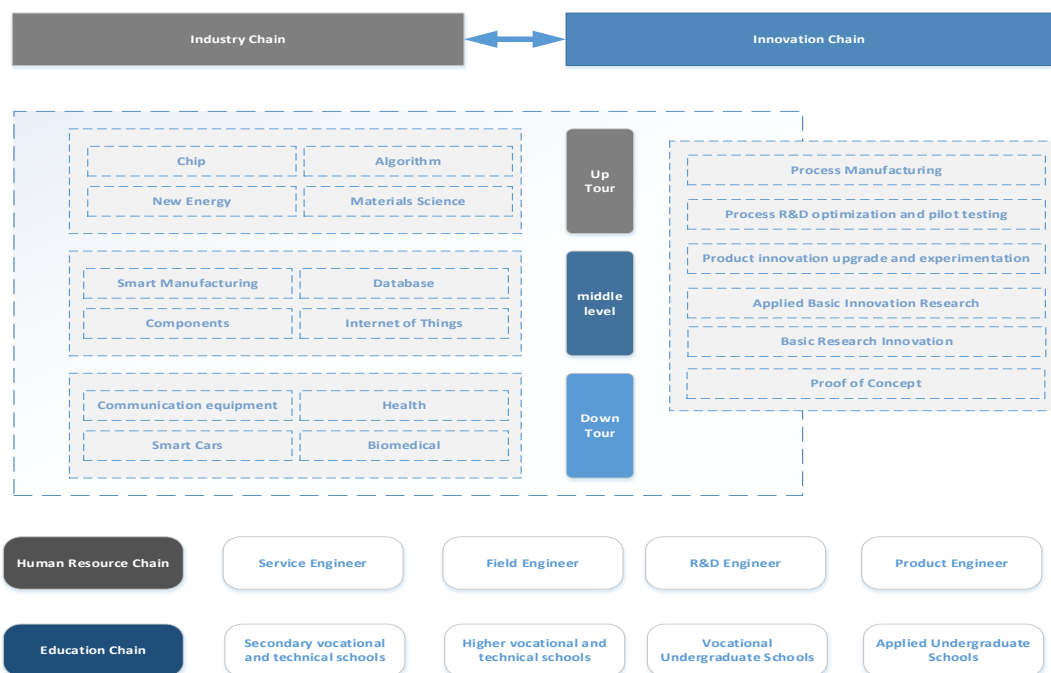 Industry Chain
Innovation Chain
Chip
Algorithm
New Energy
Materials Science
Up
Tour
Smart Manufacturing
Database
Components
Internet of Things
middle
level
Communication equipment
Health
Smart Cars
Biomedical
Down
Tour
Process Manufacturing
Process R&D optimization and pilot testing
Product innovation upgrade and experimentation
Applied Basic Innovation Research
Basic Research Innovation
Proof of Concept
Human Resource Chain
Service Engineer
Field Engineer
R&D Engineer
Product Engineer
Education Chain
Secondary vocational
and technical schools
Higher vocational and
technical schools
Vocational
Undergraduate Schools
Applied Undergraduate
Schools